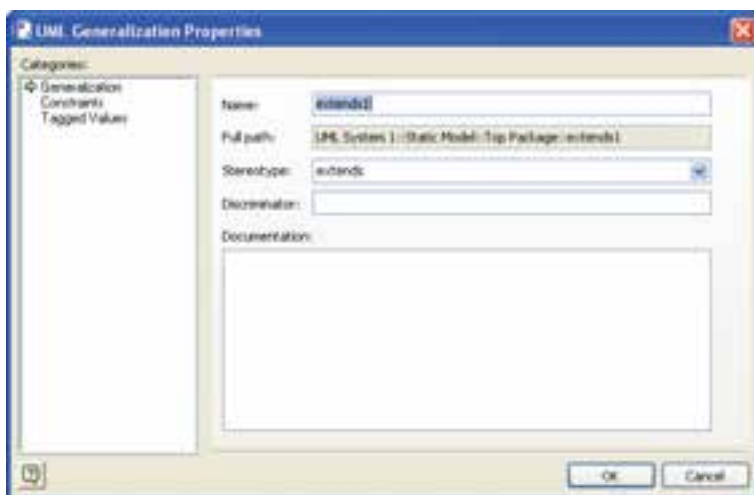 UML Generalization Properties
Categories:
Generalization
Constraints
Tagged Values
Name: extends1
Full path: UML System 1::Static Model::Top Package::extends1
Stereotype: extends
Discriminator:
Documentation:
OK Cancel